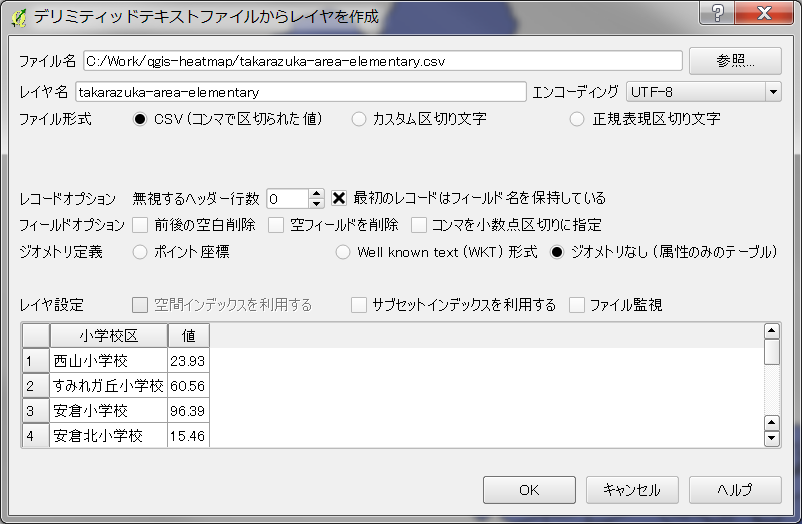 デリミティッドテキストファイルからレイヤを作成
ファイル名 C:/Work/qgis-heatmap/takarazuka-area-elementary.csv 参照...
レイヤ名 takarazuka-area-elementary エンコーディング UTF-8
ファイル形式 CSV (コンマで区切られた値) カスタム区切り文字 正規表現区切り文字
レコードオプション 無視するヘッダー行数 0 最初のレコードはフィールド名を保持している
フィールドオプション 前後の空白削除 空フィールドを削除 コンマを小数点区切りに指定
ジオメトリ定義 ポイント座標 Well known text (WKT) 形式 ジオメトリなし (属性のみのテーブル)
レイヤ設定 空間インデックスを利用する サブセットインデックスを利用する ファイル監視
小学校区 値
1 西山小学校 23.93
2 すみれガ丘小学校 60.56
3 安倉小学校 96.39
4 安倉北小学校 15.46
OK キャンセル ヘルプ